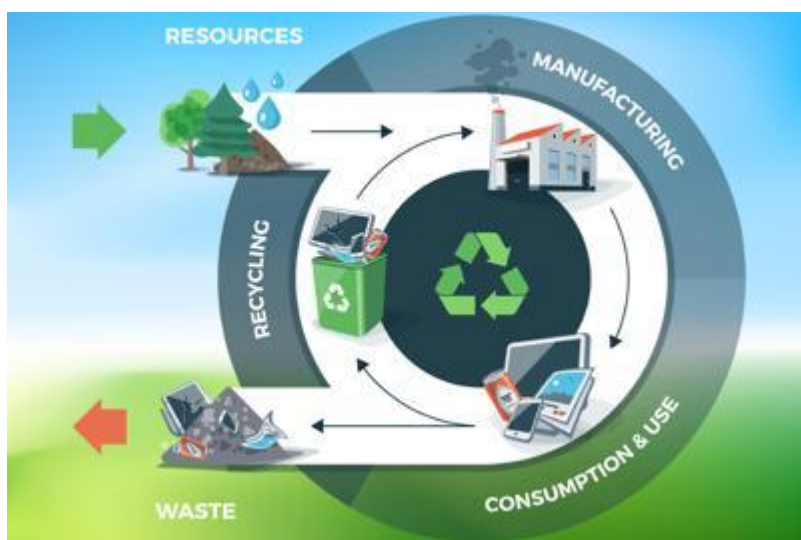 RESOURCES
MANUFACTURING
RECYCLING
CONSUMPTION & USE
WASTE